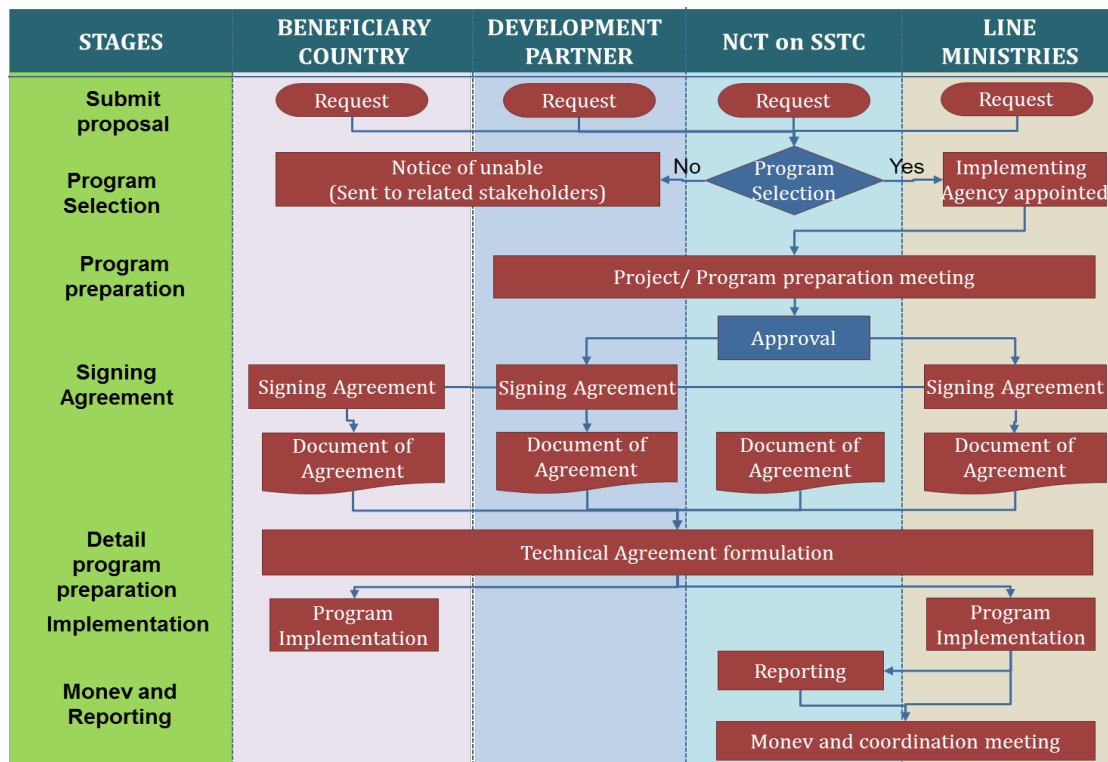 STAGES
BENEFICIARY
COUNTRY
DEVELOPMENT
PARTNER
NCT on SSTC
LINE
MINISTRIES
Submit
proposal
Request
Request
Request
Request
Program
Selection
Notice of unable
(Sent to related stakeholders)
No
Program
Selection
Yes
Implementing
Agency appointed
Program
preparation
Project/ Program preparation meeting
Approval
Signing
Agreement
Signing Agreement
Signing Agreement
Signing Agreement
Document of
Agreement
Document of
Agreement
Document of
Agreement
Document of
Agreement
Detail
program
preparation
Technical Agreement formulation
Implementation
Program
Implementation
Program
Implementation
Monev and
Reporting
Reporting
Monev and coordination meeting